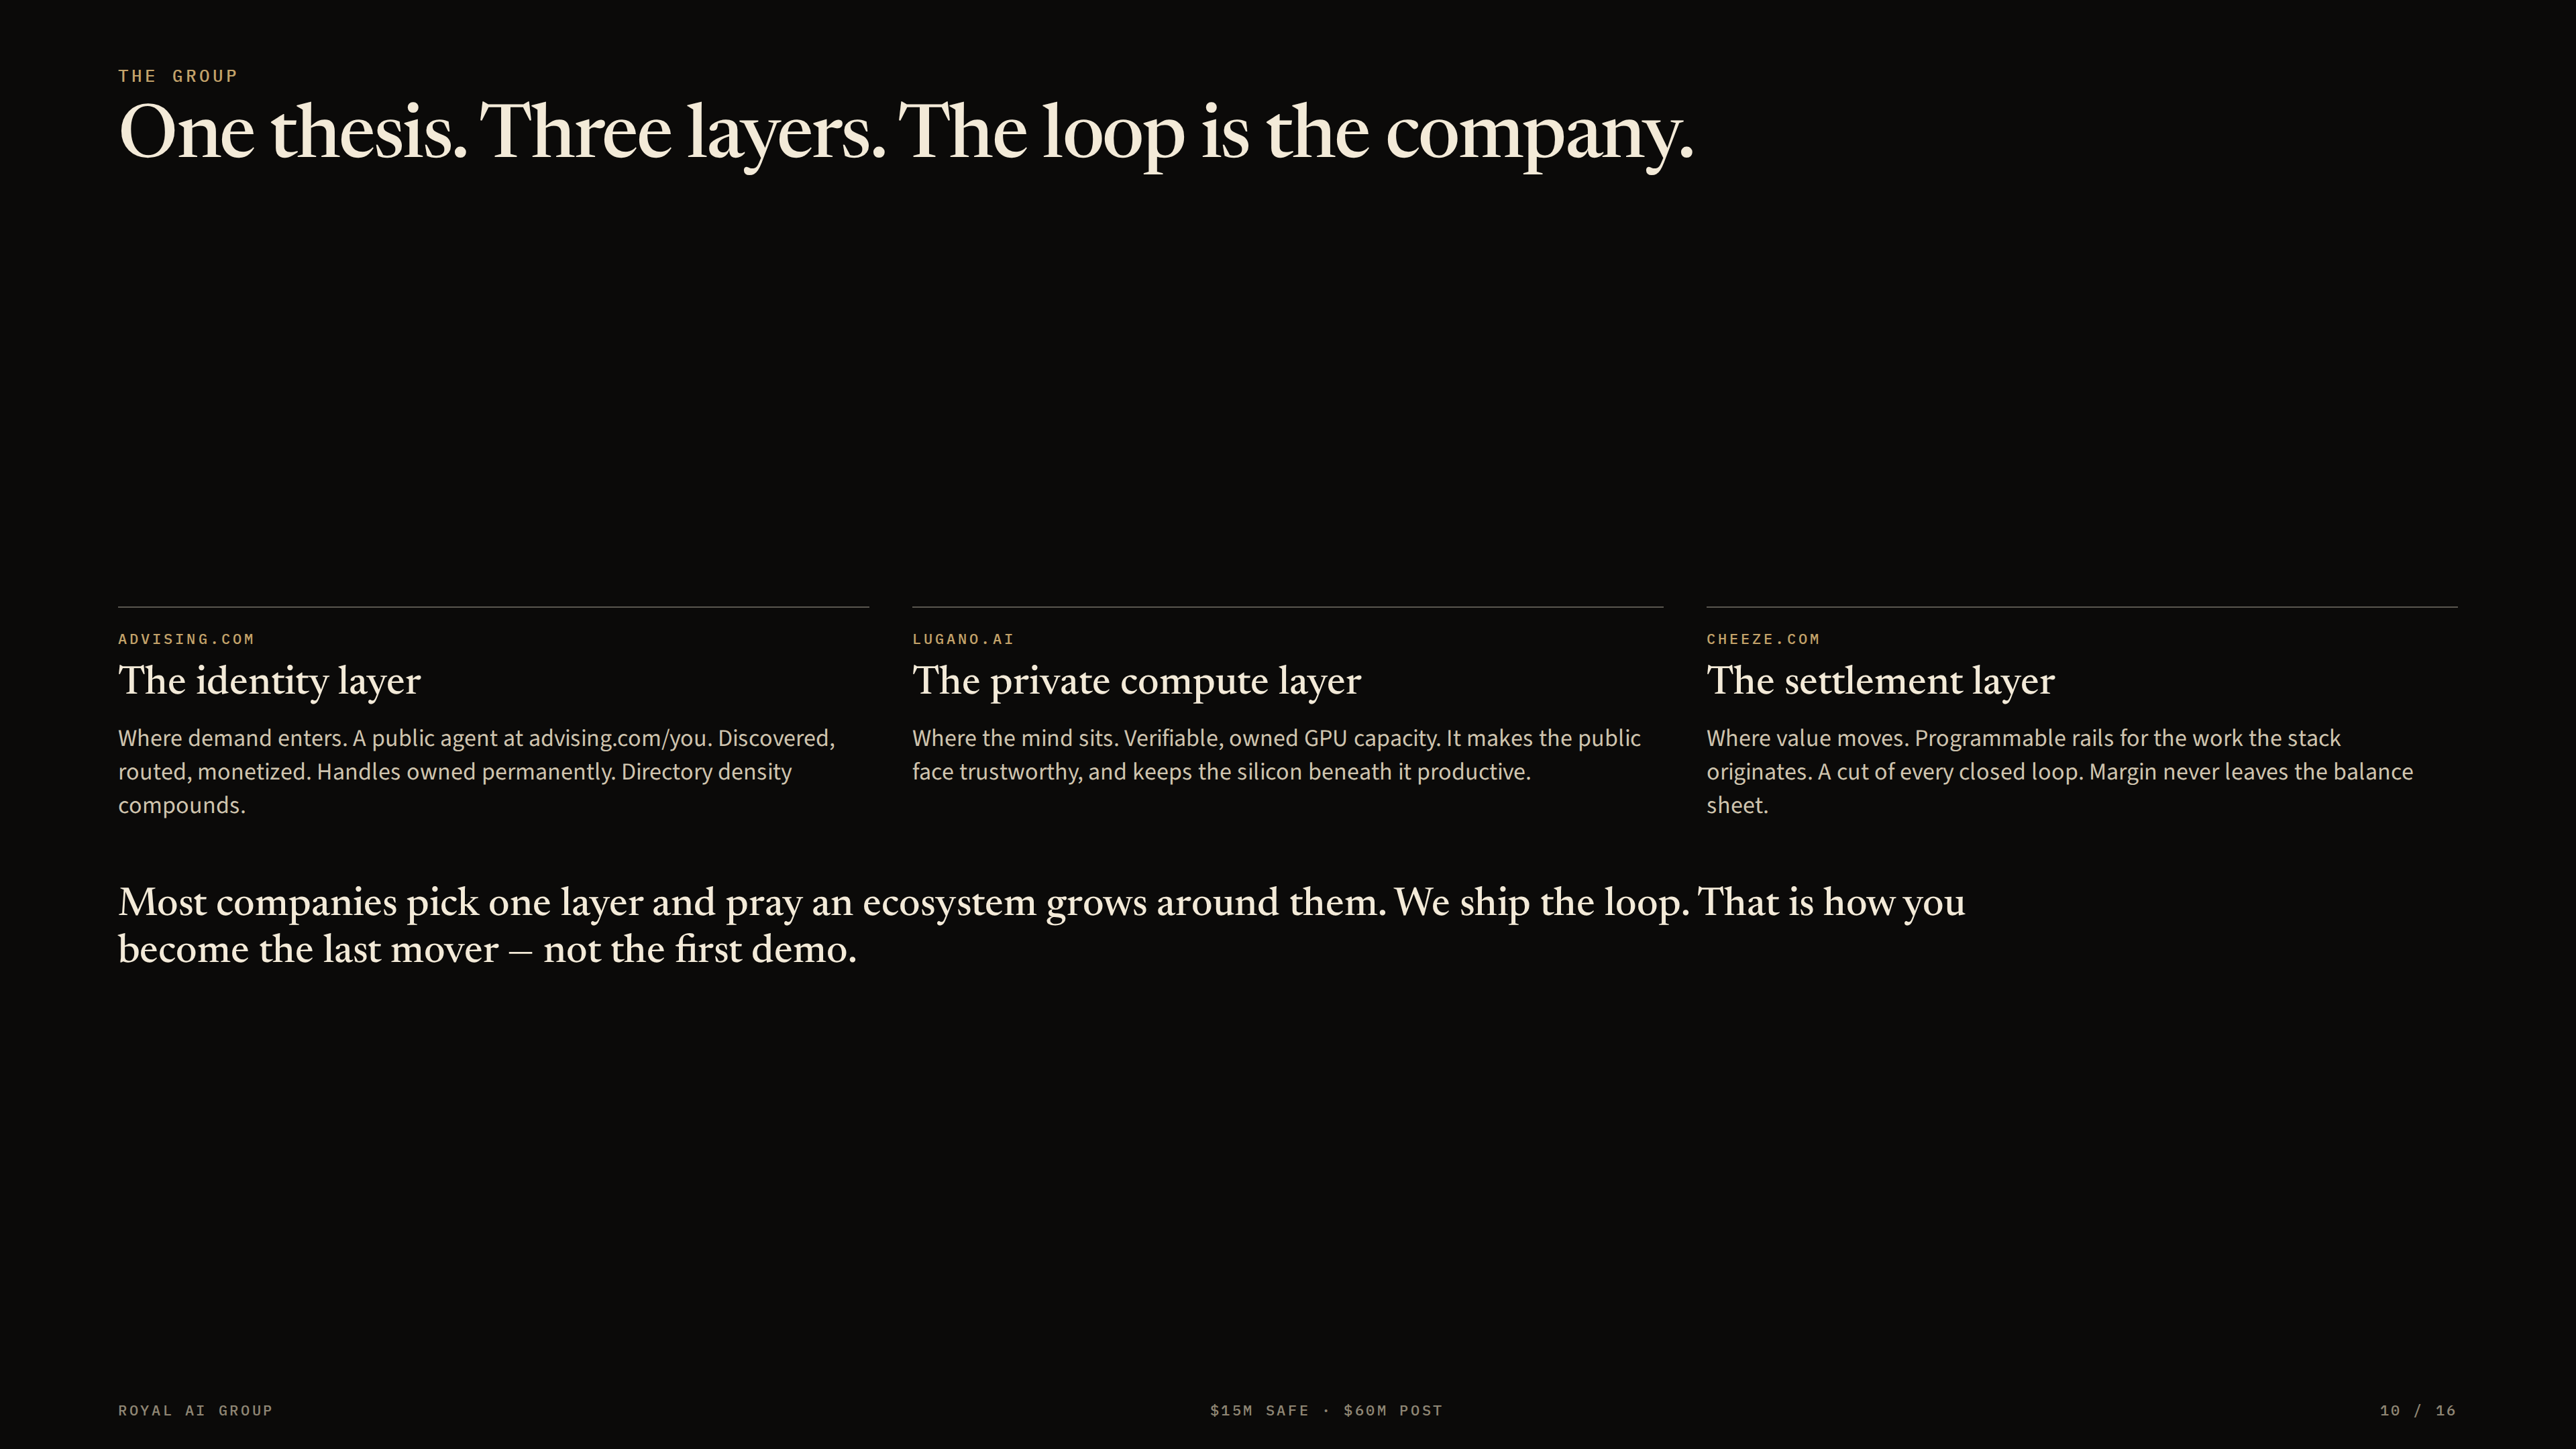 THE GROUP
One thesis. Three layers. The loop is the company.
ADVISING.COM
The identity layer
Where demand enters. A public agent at advising.com/you. Discovered,
routed, monetized. Handles owned permanently. Directory density
compounds.
LUGANO.AI
The private compute layer
Where the mind sits. Verifiable, owned GPU capacity. It makes the public
face trustworthy, and keeps the silicon beneath it productive.
CHEEZE.COM
The settlement layer
Where value moves. Programmable rails for the work the stack
originates. A cut of every closed loop. Margin never leaves the balance
sheet.
Most companies pick one layer and pray an ecosystem grows around them. We ship the loop. That is how you
become the last mover — not the first demo.
ROYAL AI GROUP
$15M SAFE · $60M POST
10 / 16